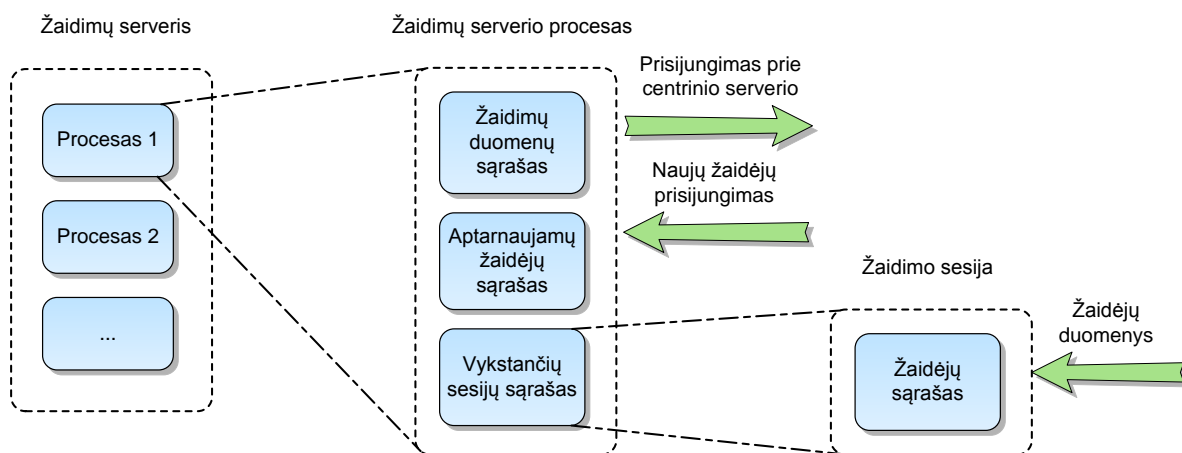 Žaidimų serveris
Procesas 1
Procesas 2
...
Žaidimų serverio procesas
Žaidimų
duomenų
sąrašas
Aptarnaujamų
žaidėjų
sąrašas
Vykstančių
sesijų sąrašas
Prisijungimas prie
centrinio serverio
Naujų žaidėjų
prisijungimas
Žaidimo sesija
Žaidėjų
sąrašas
Žaidėjų
duomenys